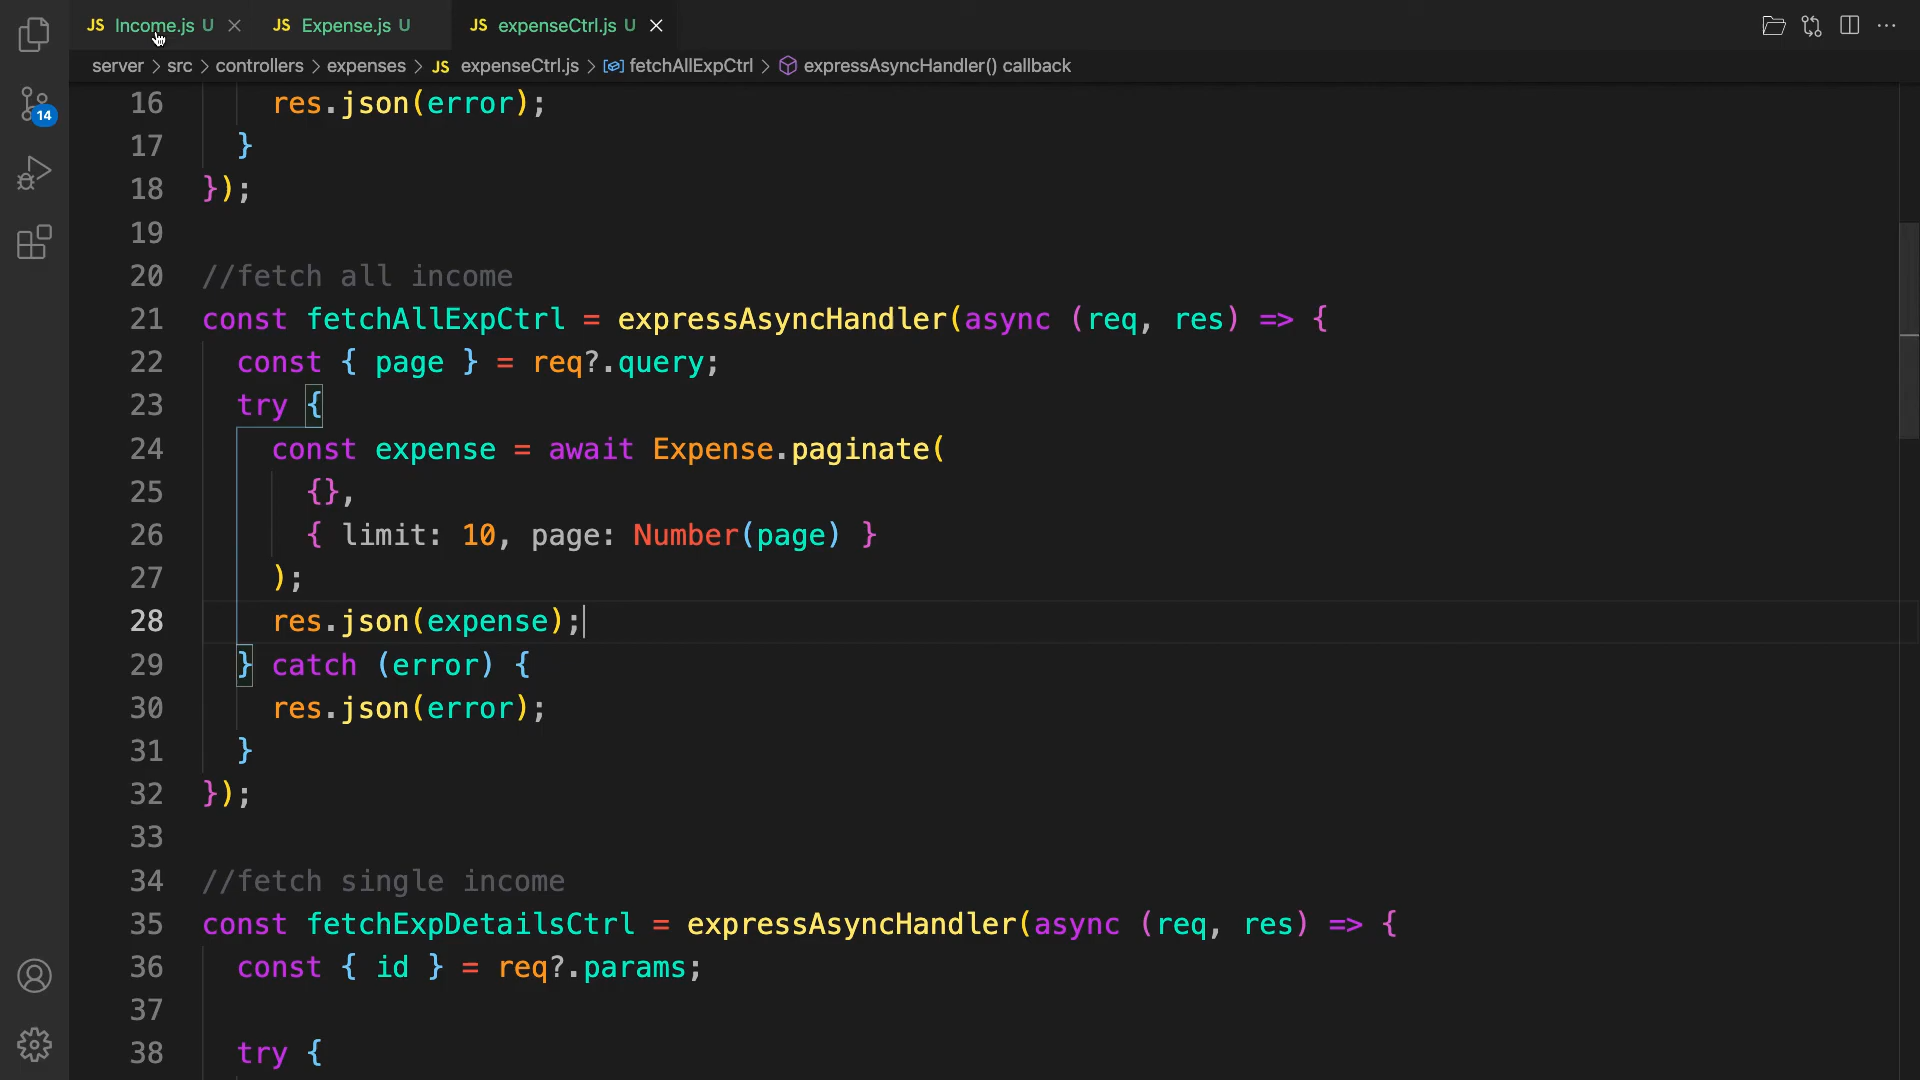 JS Income.js U JS Expense.js U JS expenseCtrl.js U
server > src > controllers > expenses > JS expenseCtrl.js > fetchAllExpCtrl > expressAsyncHandler() callback
14
16 res.json(error);
17 }
18 });
19
20 //fetch all income
21 const fetchAllExpCtrl = expressAsyncHandler(async (req, res) => {
22 const { page } = req?.query;
23 try {
24 const expense = await Expense.paginate(
25 {},
26 { limit: 10, page: Number(page) }
27 );
28 res.json(expense);
29 } catch (error) {
30 res.json(error);
31 }
32 });
33
34 //fetch single income
35 const fetchExpDetailsCtrl = expressAsyncHandler(async (req, res) => {
36 const { id } = req?.params;
37
38 try {